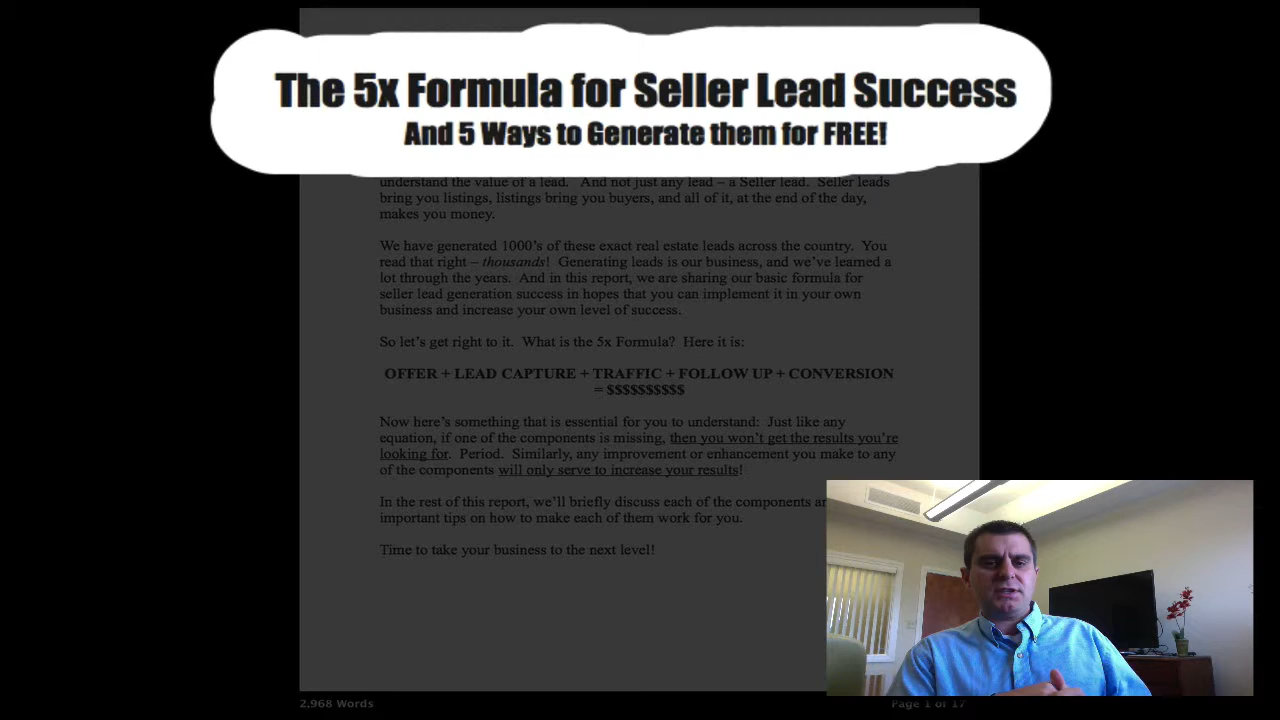 The 5x Formula for Seller Lead Success
And 5 Ways to Generate them for FREE!
understand the value of a lead. And not just any lead – a Seller lead. Seller leads
bring you listings, listings bring you buyers, and all of it, at the end of the day,
makes you money.
We have generated 1000's of these exact real estate leads across the country. You
read that right – thousands! Generating leads is our business, and we've learned a
lot through the years. And in this report, we are sharing our basic formula for
seller lead generation success in hopes that you can implement it in your own
business and increase your own level of success.
So let's get right to it. What is the 5x Formula? Here it is:
OFFER + LEAD CAPTURE + TRAFFIC + FOLLOW UP + CONVERSION
= $$$$$$$$$$
Now here's something that is essential for you to understand: Just like any
equation, if one of the components is missing, then you won't get the results you're
looking for. Period. Similarly, any improvement or enhancement you make to any
of the components will only serve to increase your results!
In the rest of this report, we'll briefly discuss each of the components
important tips on how to make each of them work for you.
Time to take your business to the next level!
2,968 Words
Page 1 of 17